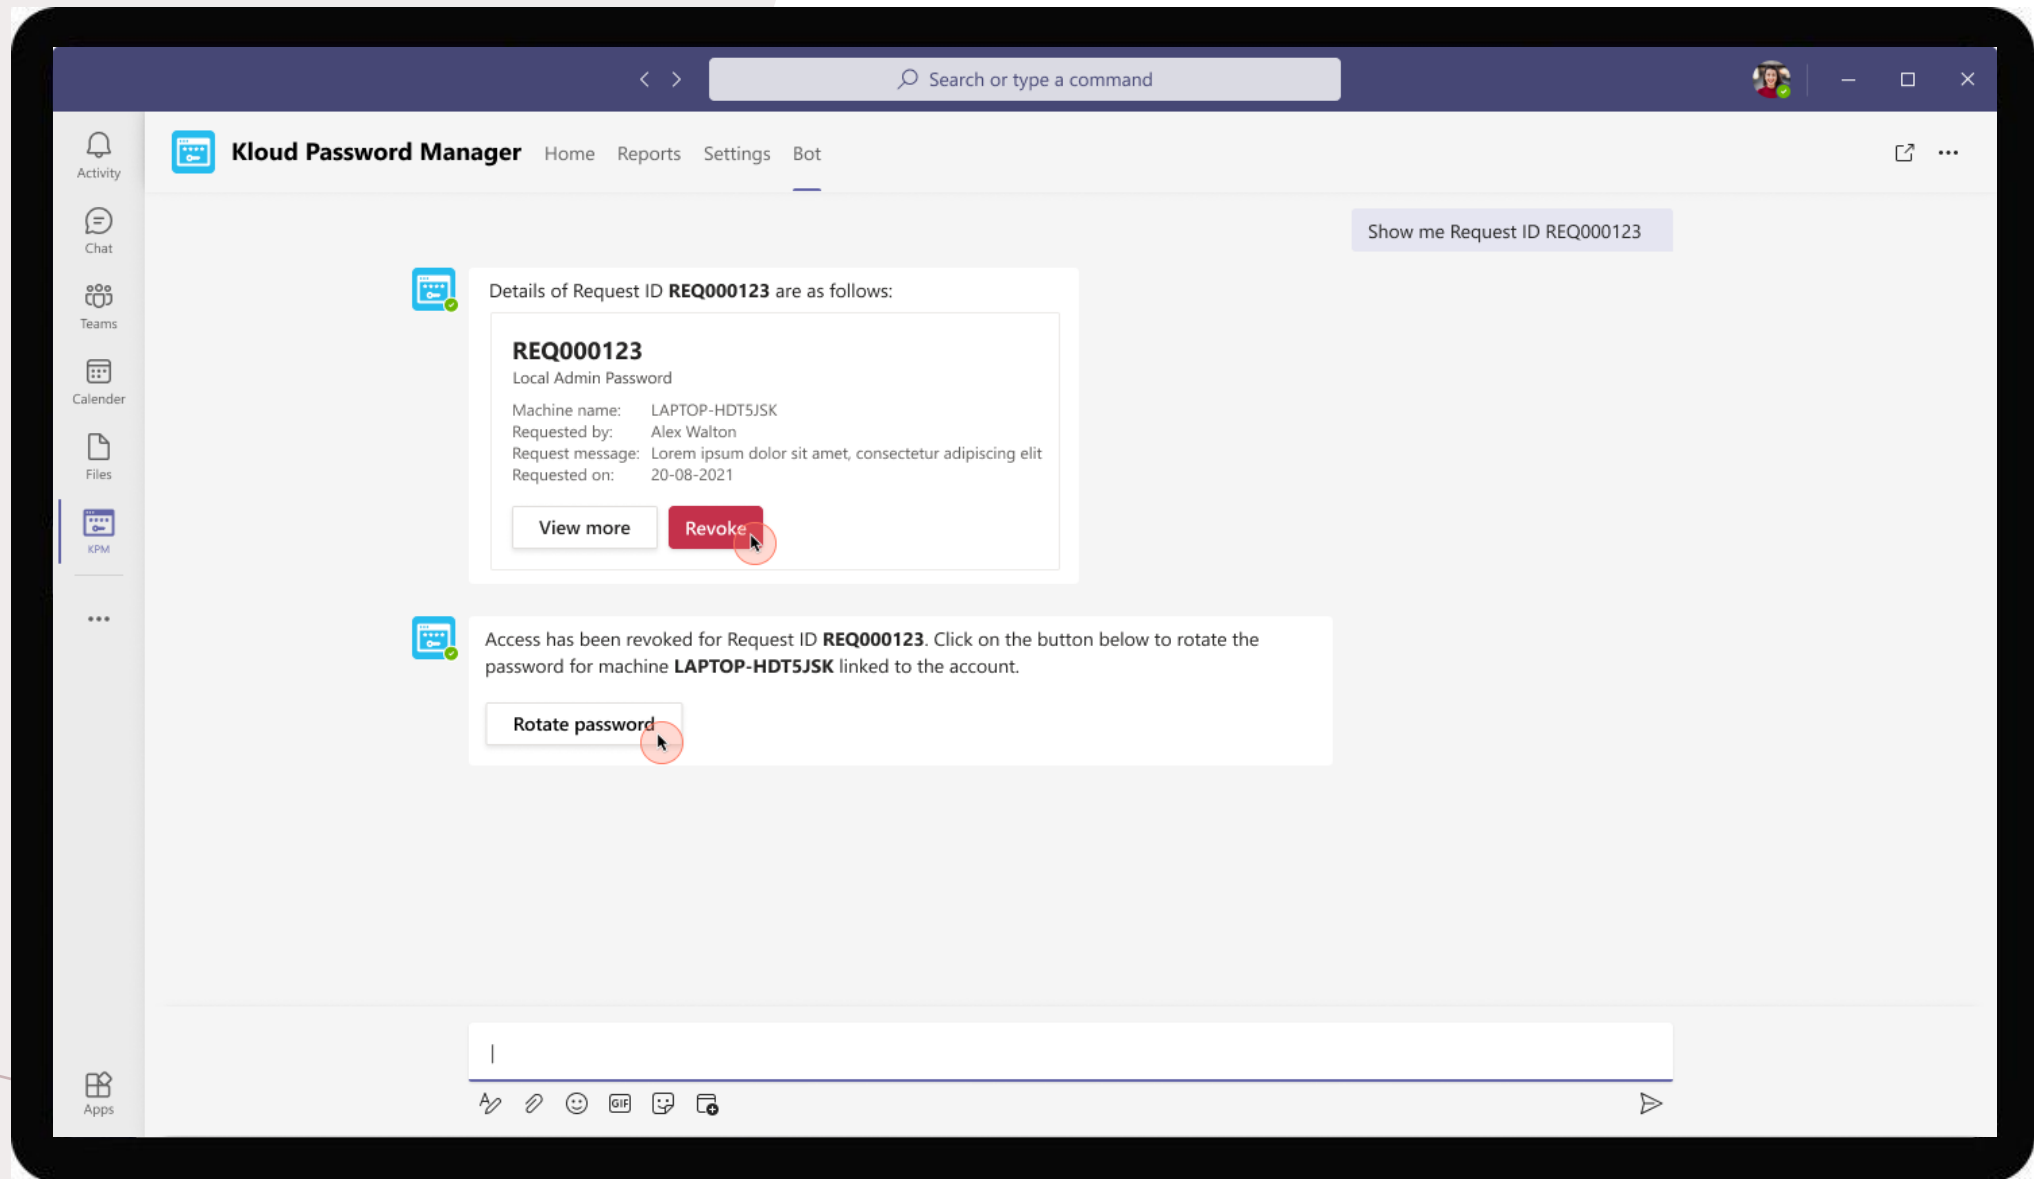 Search or type a command
Activity
Chat
Teams
Calender
Files
KPM
Apps
Kloud Password Manager Home Reports Settings Bot
Show me Request ID REQ000123
Details of Request ID REQ000123 are as follows:
REQ000123
Local Admin Password
Machine name: LAPTOP-HDT5JSK
Requested by: Alex Walton
Request message: Lorem ipsum dolor sit amet, consectetur adipiscing elit
Requested on: 20-08-2021
View more Revoke
Access has been revoked for Request ID REQ000123. Click on the button below to rotate the
password for machine LAPTOP-HDT5JSK linked to the account.
Rotate password
GIF